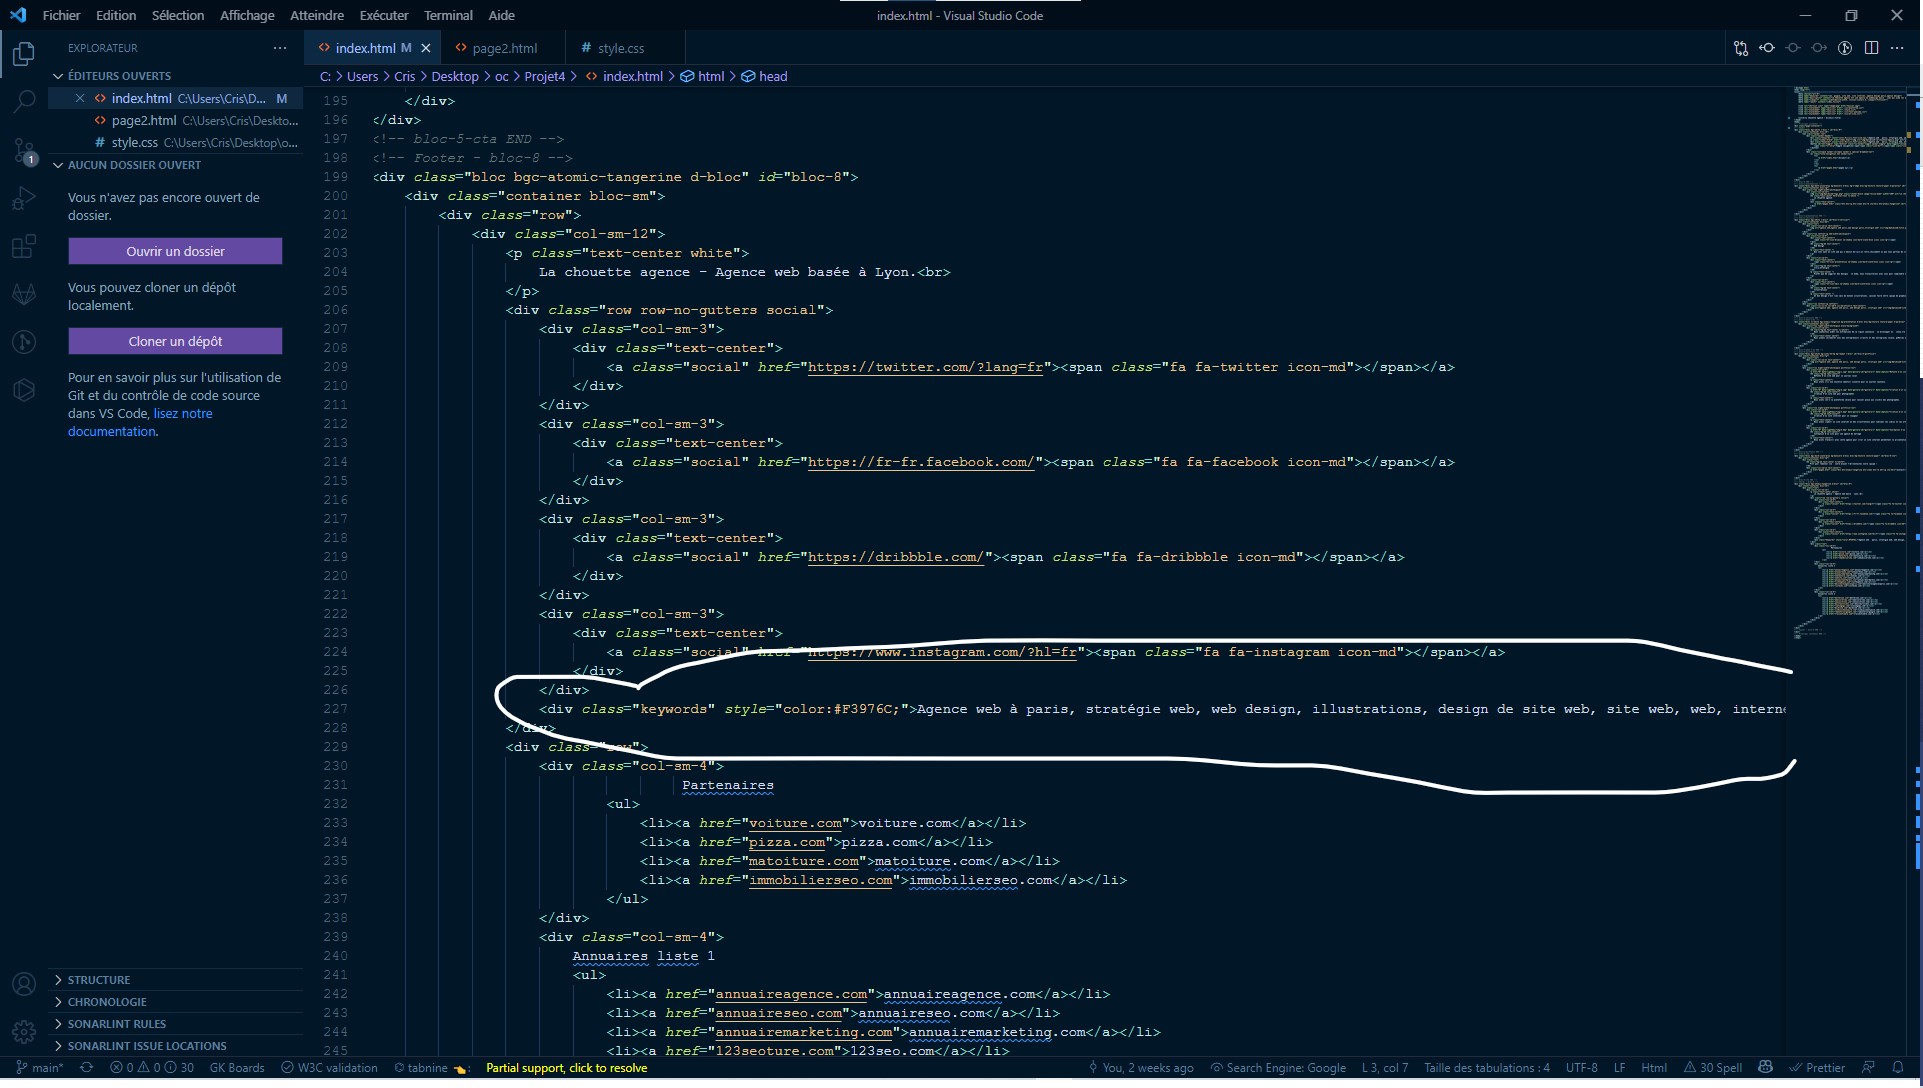 Fichier Edition Sélection Affichage Atteindre Exécuter Terminal Aide
index.html - Visual Studio Code
EXPLORATEUR
ÉDITEURS OUVERTS
index.html C:\Users\Cris\D... M
page2.html C:\Users\Cris\Deskto...
style.css C:\Users\Cris\Desktop\o...
AUCUN DOSSIER OUVERT
Vous n'avez pas encore ouvert de
dossier.
Ouvrir un dossier
Vous pouvez cloner un dépôt
localement.
Cloner un dépôt
Pour en savoir plus sur l'utilisation de
Git et du contrôle de code source
dans VS Code, lisez notre
documentation.
1
STRUCTURE
CHRONOLOGIE
SONARLINT RULES
SONARLINT ISSUE LOCATIONS
index.html M page2.html # style.css
C: > Users > Cris > Desktop > oc > Projet4 > index.html > html > head
195 </div>
196 </div>
197 <!-- bloc-5-cta END -->
198 <!-- Footer - bloc-8 -->
199 <div class="bloc bgc-atomic-tangerine d-bloc" id="bloc-8">
200 <div class="container bloc-sm">
201 <div class="row">
202 <div class="col-sm-12">
203 <p class="text-center white">
204 La chouette agence - Agence web basée à Lyon.<br>
205 </p>
206 <div class="row row-no-gutters social">
207 <div class="col-sm-3">
208 <div class="text-center">
209 <a class="social" href="https://twitter.com/?lang=fr"><span class="fa fa-twitter icon-md"></span></a>
210 </div>
211 </div>
212 <div class="col-sm-3">
213 <div class="text-center">
214 <a class="social" href="https://fr-fr.facebook.com/"><span class="fa fa-facebook icon-md"></span></a>
215 </div>
216 </div>
217 <div class="col-sm-3">
218 <div class="text-center">
219 <a class="social" href="https://dribbble.com/"><span class="fa fa-dribbble icon-md"></span></a>
220 </div>
221 </div>
222 <div class="col-sm-3">
223 <div class="text-center">
224 <a class="social" href="https://www.instagram.com/?hl=fr"><span class="fa fa-instagram icon-md"></span></a>
225 </div>
226 </div>
227 <div class="keywords" style="color:#F3976C;">Agence web à paris, stratégie web, web design, illustrations, design de site web, site web, web, interne
228 </div>
229 <div class="row">
230 <div class="col-sm-4">
231 Partenaires
232 <ul>
233 <li><a href="voiture.com">voiture.com</a></li>
234 <li><a href="pizza.com">pizza.com</a></li>
235 <li><a href="matoiture.com">matoiture.com</a></li>
236 <li><a href="immobilierseo.com">immobilierseo.com</a></li>
237 </ul>
238 </div>
239 <div class="col-sm-4">
240 Annuaires liste 1
241 <ul>
242 <li><a href="annuaireagence.com">annuaireagence.com</a></li>
243 <li><a href="annuaireseo.com">annuaireseo.com</a></li>
244 <li><a href="annuairemarketing.com">annuairemarketing.com</a></li>
245 <li><a href="123seoture.com">123seo.com</a></li>
main* 0 0 30 GK Boards W3C validation tabnine Partial support, click to resolve You, 2 weeks ago Search Engine: Google L 3, col 7 Taille des tabulations : 4 UTF-8 LF Html 30 Spell Prettier